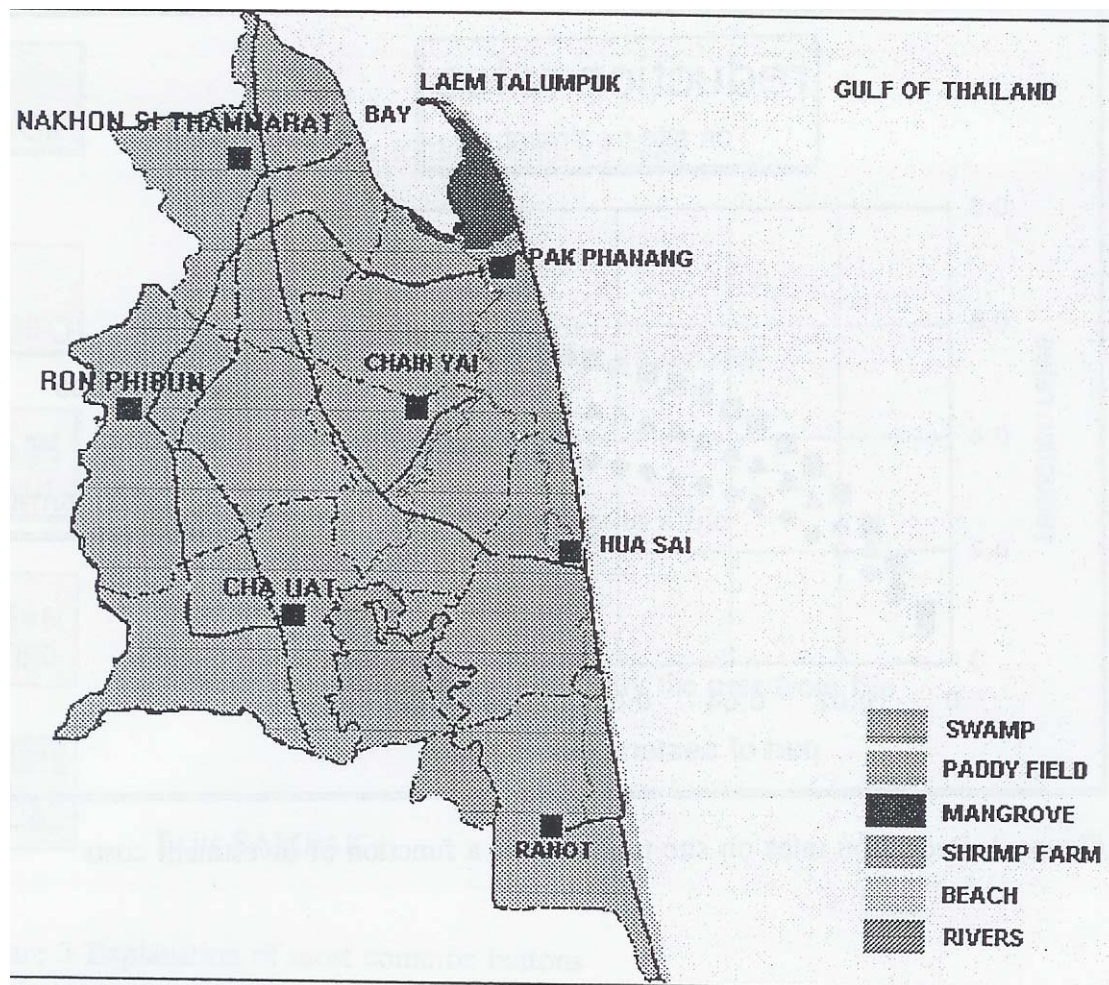 LAEM TALUMPUK
GULF OF THAILAND
BAY
NAKHON SI THAMMARAT
PAK PHANANG
CHAIN YAI
RON PHIBUN
HUA SAI
CHA UAT
RANOT
SWAMP
PADDY FIELD
MANGROVE
SHRIMP FARM
BEACH
RIVERS